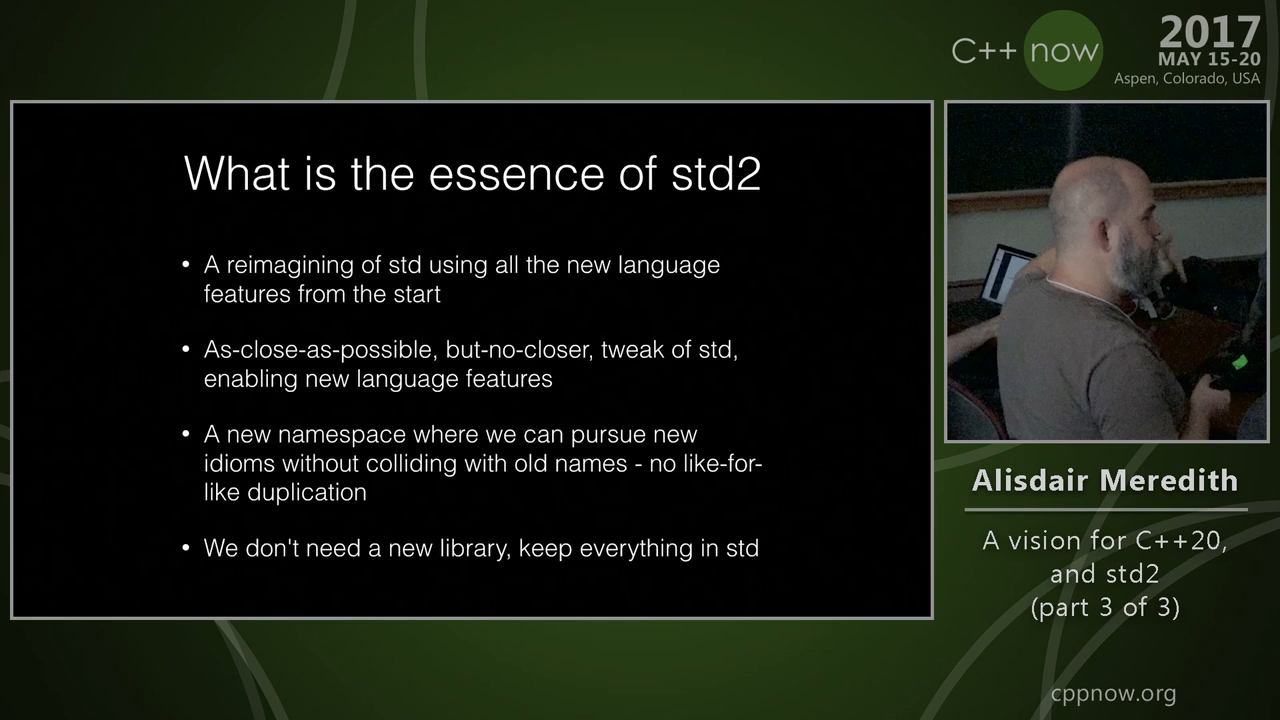 C++ now
2017
MAY 15-20
Aspen, Colorado, USA
What is the essence of std2
• A reimagining of std using all the new language
features from the start
• As-close-as-possible, but-no-closer, tweak of std,
enabling new language features
• A new namespace where we can pursue new
idioms without colliding with old names - no like-for-
like duplication
• We don't need a new library, keep everything in std
Alisdair Meredith
A vision for C++20,
and std2
(part 3 of 3)
cppnow.org